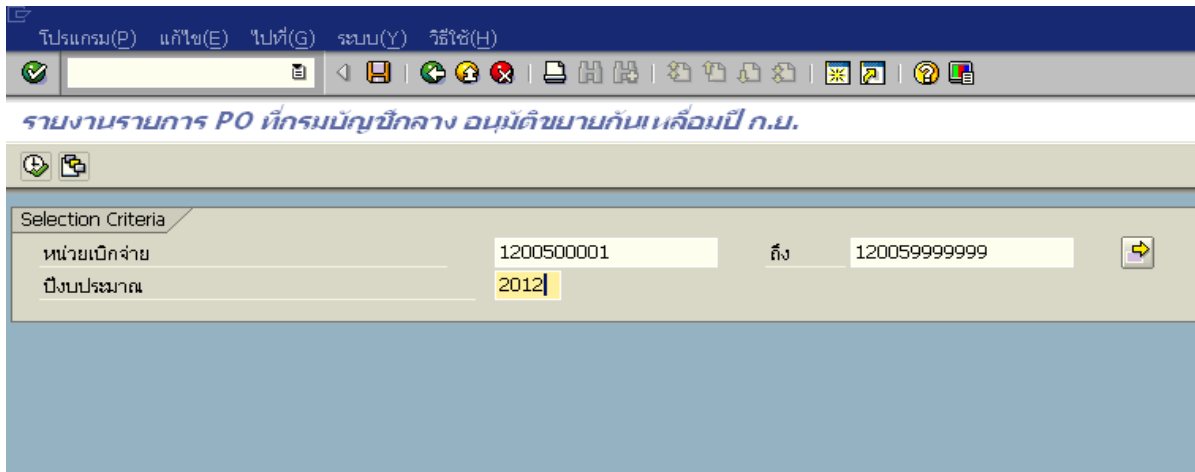 โปรแกรม(P) แก้ไข(E) ไปที่(G) ระบบ(Y) วิธีใช้(H)
รายงานรายการ PO ที่กรมบัญชีกลาง อนุมัติขยายกันเหลื่อมปี ก.ย.
Selection Criteria
หน่วยเบิกจ่าย 1200500001 ถึง 120059999999
ปีงบประมาณ 2012